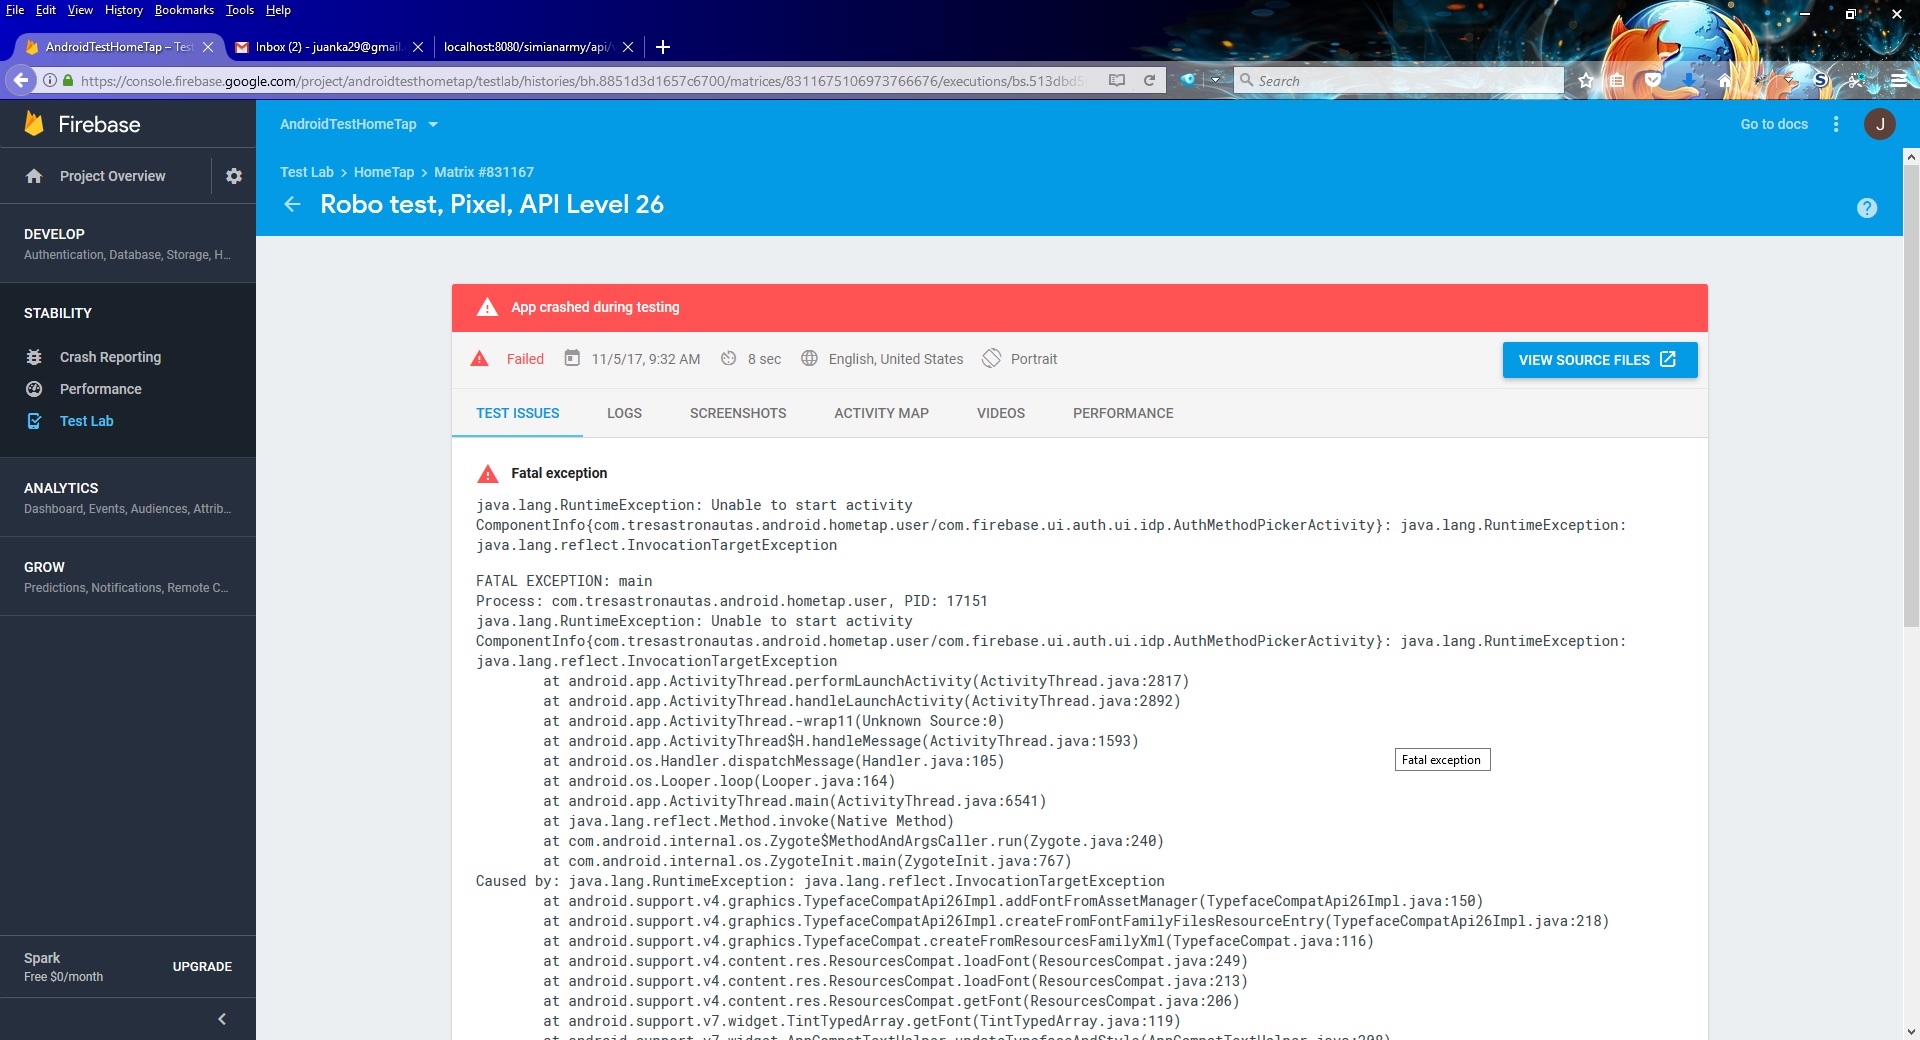 File Edit View History Bookmarks Tools Help
AndroidTestHomeTap – Test
Inbox (2) - juanka29@gmail.
localhost:8080/simianarmy/api/
https://console.firebase.google.com/project/androidtesthometap/testlab/histories/bh.8851d3d1657c6700/matrices/8311675106973766676/executions/bs.513dbd5
Search
Firebase
AndroidTestHomeTap
Go to docs
J
Project Overview
Test Lab > HomeTap > Matrix #831167
Robo test, Pixel, API Level 26
DEVELOP
Authentication, Database, Storage, H...
STABILITY
Crash Reporting
Performance
Test Lab
ANALYTICS
Dashboard, Events, Audiences, Attrib...
GROW
Predictions, Notifications, Remote C...
Spark
Free $0/month
UPGRADE
App crashed during testing
Failed 11/5/17, 9:32 AM 8 sec English, United States Portrait
VIEW SOURCE FILES
TEST ISSUES LOGS SCREENSHOTS ACTIVITY MAP VIDEOS PERFORMANCE
Fatal exception
java.lang.RuntimeException: Unable to start activity
ComponentInfo{com.tresastronautas.android.hometap.user/com.firebase.ui.auth.ui.idp.AuthMethodPickerActivity}: java.lang.RuntimeException:
java.lang.reflect.InvocationTargetException
FATAL EXCEPTION: main
Process: com.tresastronautas.android.hometap.user, PID: 17151
java.lang.RuntimeException: Unable to start activity
ComponentInfo{com.tresastronautas.android.hometap.user/com.firebase.ui.auth.ui.idp.AuthMethodPickerActivity}: java.lang.RuntimeException:
java.lang.reflect.InvocationTargetException
at android.app.ActivityThread.performLaunchActivity(ActivityThread.java:2817)
at android.app.ActivityThread.handleLaunchActivity(ActivityThread.java:2892)
at android.app.ActivityThread.-wrap11(Unknown Source:0)
at android.app.ActivityThread$H.handleMessage(ActivityThread.java:1593)
at android.os.Handler.dispatchMessage(Handler.java:105)
at android.os.Looper.loop(Looper.java:164)
at android.app.ActivityThread.main(ActivityThread.java:6541)
at java.lang.reflect.Method.invoke(Native Method)
at com.android.internal.os.Zygote$MethodAndArgsCaller.run(Zygote.java:240)
at com.android.internal.os.ZygoteInit.main(ZygoteInit.java:767)
Caused by: java.lang.RuntimeException: java.lang.reflect.InvocationTargetException
at android.support.v4.graphics.TypefaceCompatApi26Impl.addFontFromAssetManager(TypefaceCompatApi26Impl.java:150)
at android.support.v4.graphics.TypefaceCompatApi26Impl.createFromFontFamilyFilesResourceEntry(TypefaceCompatApi26Impl.java:218)
at android.support.v4.graphics.TypefaceCompat.createFromResourcesFamilyXml(TypefaceCompat.java:116)
at android.support.v4.content.res.ResourcesCompat.loadFont(ResourcesCompat.java:249)
at android.support.v4.content.res.ResourcesCompat.loadFont(ResourcesCompat.java:213)
at android.support.v4.content.res.ResourcesCompat.getFont(ResourcesCompat.java:206)
at android.support.v7.widget.TintTypedArray.getFont(TintTypedArray.java:119)
at android.support.v7.widget.AppCompatTextHelper.updateTypefaceAndStyle(AppCompatTextHelper.java:208)
Fatal exception